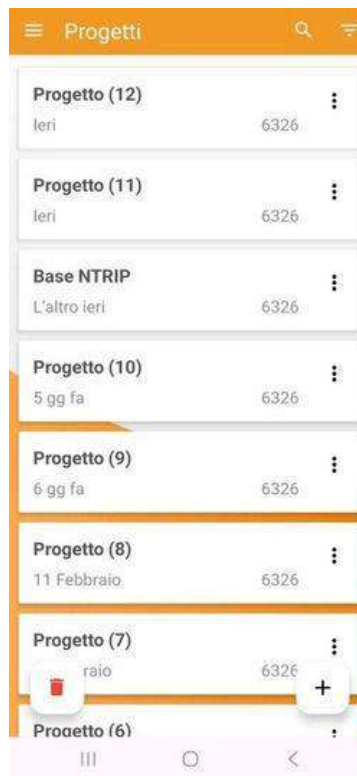 Progetti
Progetto (12)
Ieri 6326
Progetto (11)
Ieri 6326
Base NTRIP
L'altro ieri 6326
Progetto (10)
5 gg fa 6326
Progetto (9)
6 gg fa 6326
Progetto (8)
11 Febbraio 6326
Progetto (7)
raio 6326
Progetto (6)